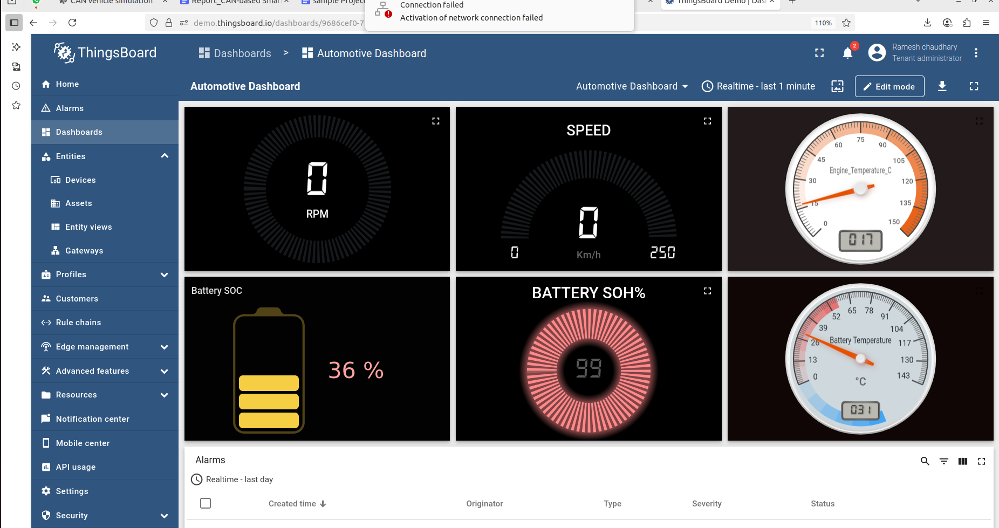 CAN vehicle simulation
Report_CAN-based Smar
sample Project
ThingsBoard Demo | Das
Connection failed
Activation of network connection failed
demo.thingsboard.io/dashboards/9686cef0-7
110%
ThingsBoard
Dashboards > Automotive Dashboard
2
Ramesh chaudhary
Tenant administrator
Automotive Dashboard
Automotive Dashboard
Realtime - last 1 minute
Edit mode
Home
Alarms
Dashboards
Entities
Devices
Assets
Entity views
Gateways
Profiles
Customers
Rule chains
Edge management
Advanced features
Resources
Notification center
Mobile center
API usage
Settings
Security
0
RPM
SPEED
0
0 Km/h 250
0
15
30
45
60
75
90
105
120
135
150
Engine_Temperature_C
017
Battery SOC
36 %
BATTERY SOH%
99
0
13
26
39
52
65
78
91
104
117
130
143
Battery Temperature
°C
031
Alarms
Realtime - last day
Created time Originator Type Severity Status